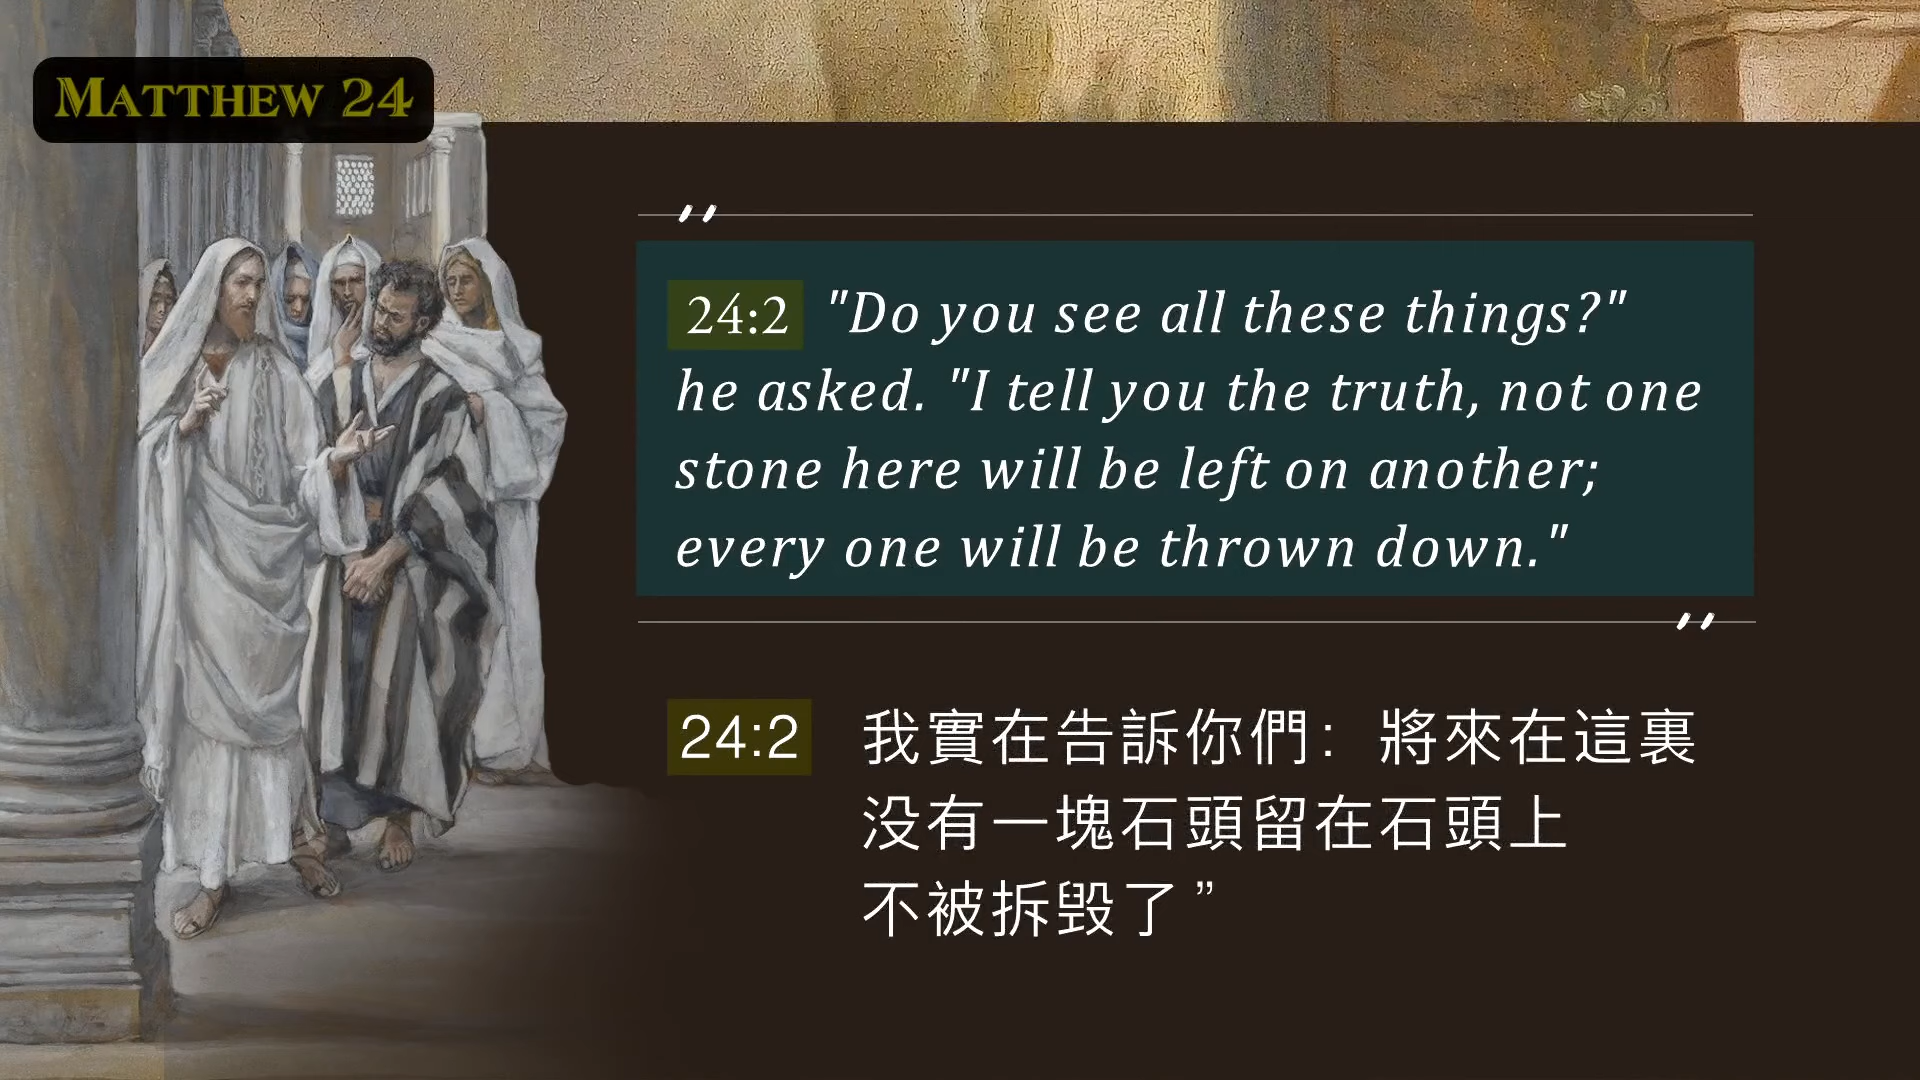 MATTHEW 24
"
24:2 "Do you see all these things?"
he asked. "I tell you the truth, not one
stone here will be left on another;
every one will be thrown down."
"
24:2 我實在告訴你們：將來在這裏
没有一塊石頭留在石頭上
不被拆毀了”